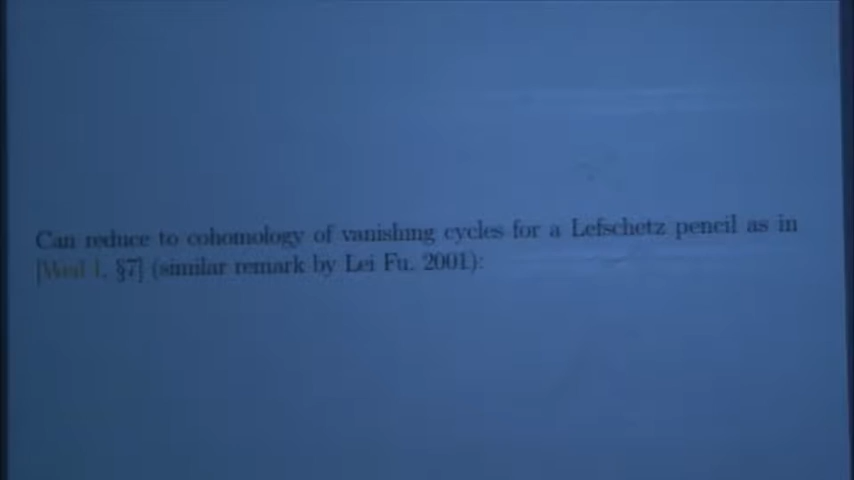 Can reduce to cohomology of vanishing cycles for a Lefschetz pencil as in
[Weil I, §7] (similar remark by Lei Fu, 2001):